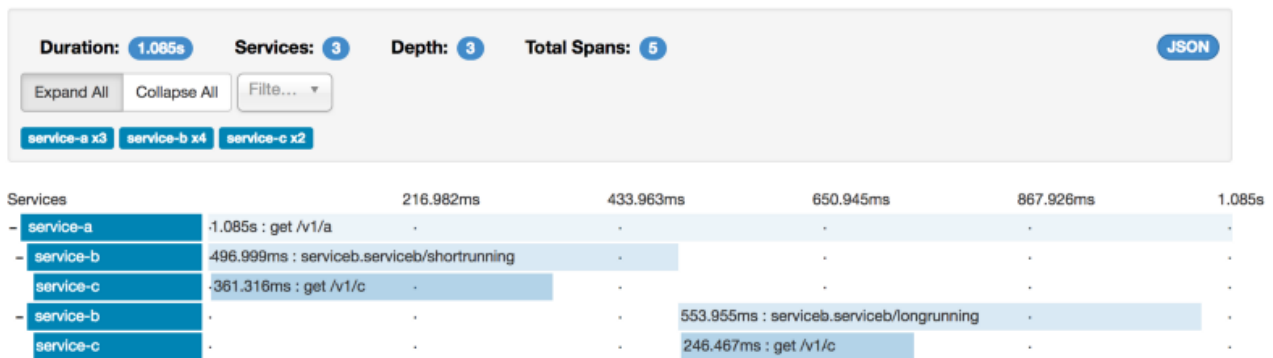 Duration: 1.085s Services: 3 Depth: 3 Total Spans: 5 JSON
Expand All Collapse All Filte...
service-a x3 service-b x4 service-c x2
Services 216.982ms 433.963ms 650.945ms 867.926ms 1.085s
- service-a 1.085s : get /v1/a
- service-b 496.999ms : serviceb.serviceb/shortrunning
service-c 361.316ms : get /v1/c
- service-b 553.955ms : serviceb.serviceb/longrunning
service-c 246.467ms : get /v1/c